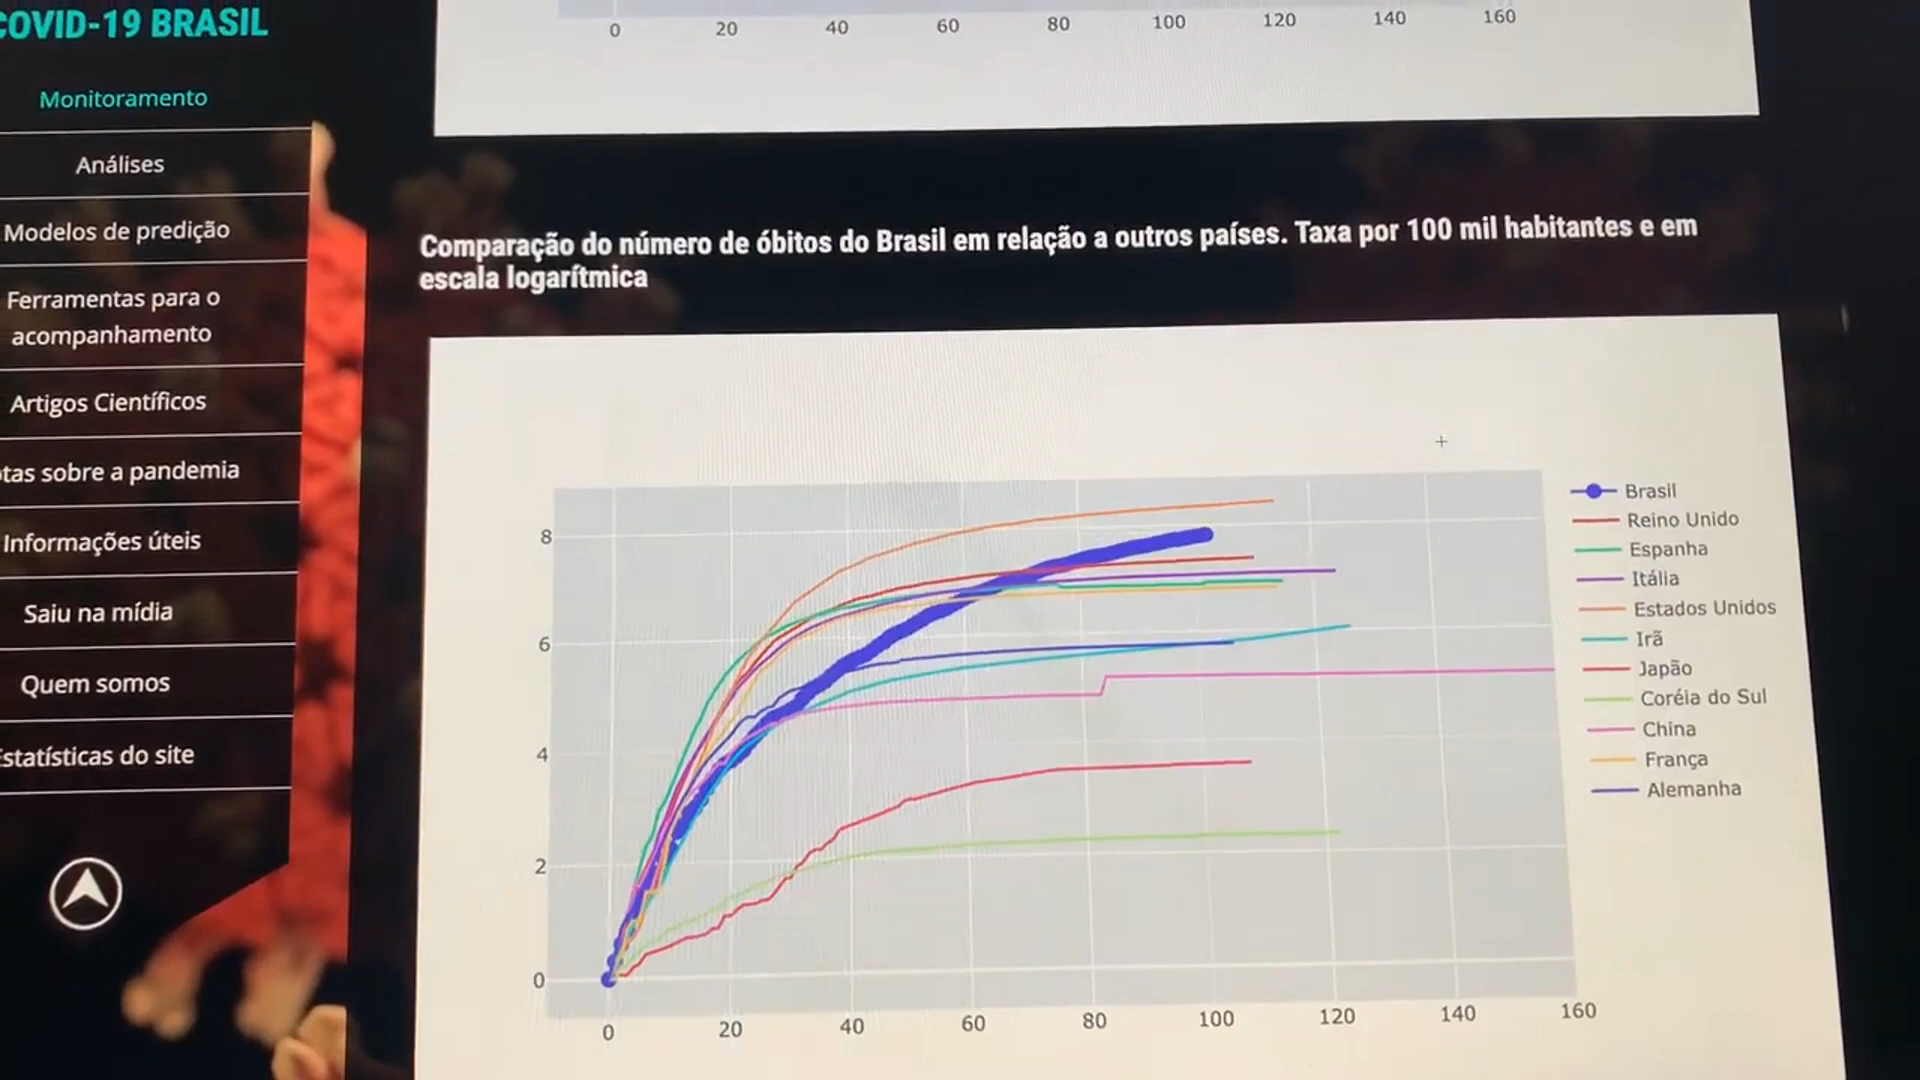 COVID-19 BRASIL
Monitoramento
Análises
Modelos de predição
Ferramentas para o
acompanhamento
Artigos Científicos
sobre a pandemia
Informações úteis
Saiu na mídia
Quem somos
Estatísticas do site
0 20 40 60 80 100 120 140 160
Comparação do número de óbitos do Brasil em relação a outros países. Taxa por 100 mil habitantes e em
escala logarítmica
8
6
4
2
0
0 20 40 60 80 100 120 140 160
Brasil
Reino Unido
Espanha
Itália
Estados Unidos
Irã
Japão
Coréia do Sul
China
França
Alemanha